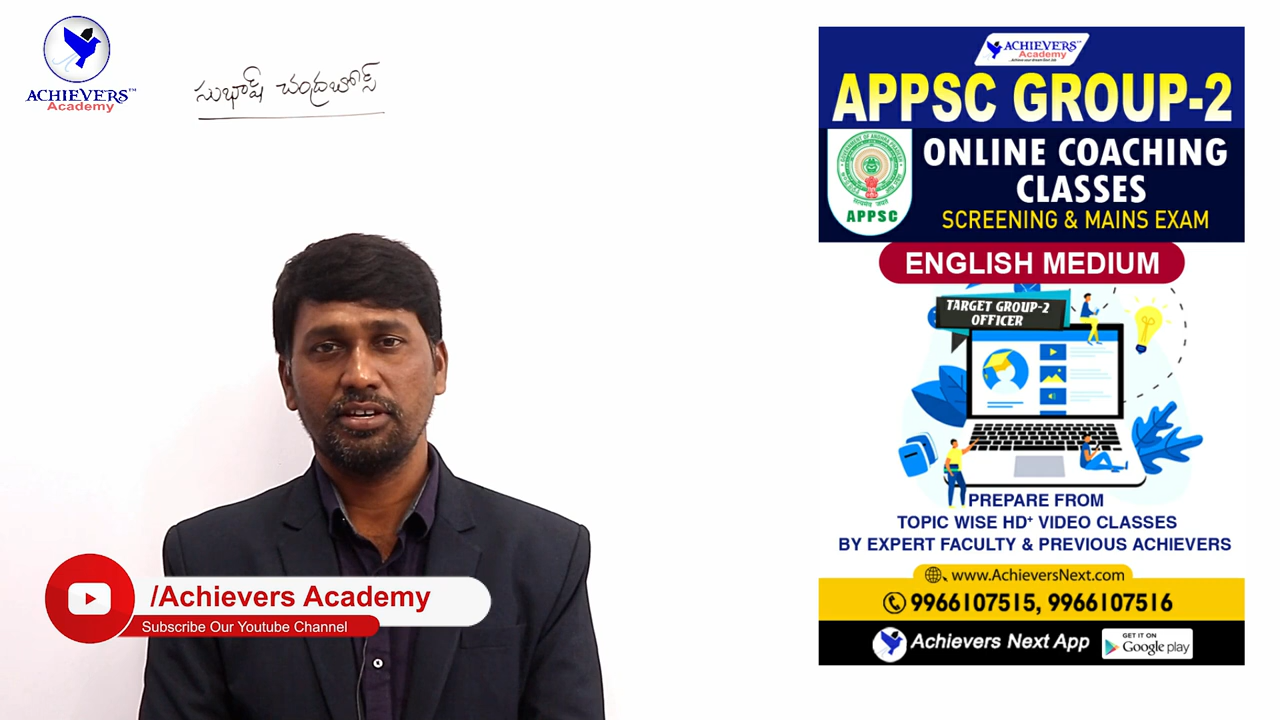 ACHIEVERS™
Academy
సుభాష్ చంద్రబోస్
/Achievers Academy
Subscribe Our Youtube Channel
ACHIEVERS™
Academy
APPSC GROUP-2
ONLINE COACHING
CLASSES
SCREENING & MAINS EXAM
APPSC
ENGLISH MEDIUM
TARGET GROUP-2
OFFICER
PREPARE FROM
TOPIC WISE HD+ VIDEO CLASSES
BY EXPERT FACULTY & PREVIOUS ACHIEVERS
www.AchieversNext.com
9966107515, 9966107516
Achievers Next App
GET IT ON
Google play